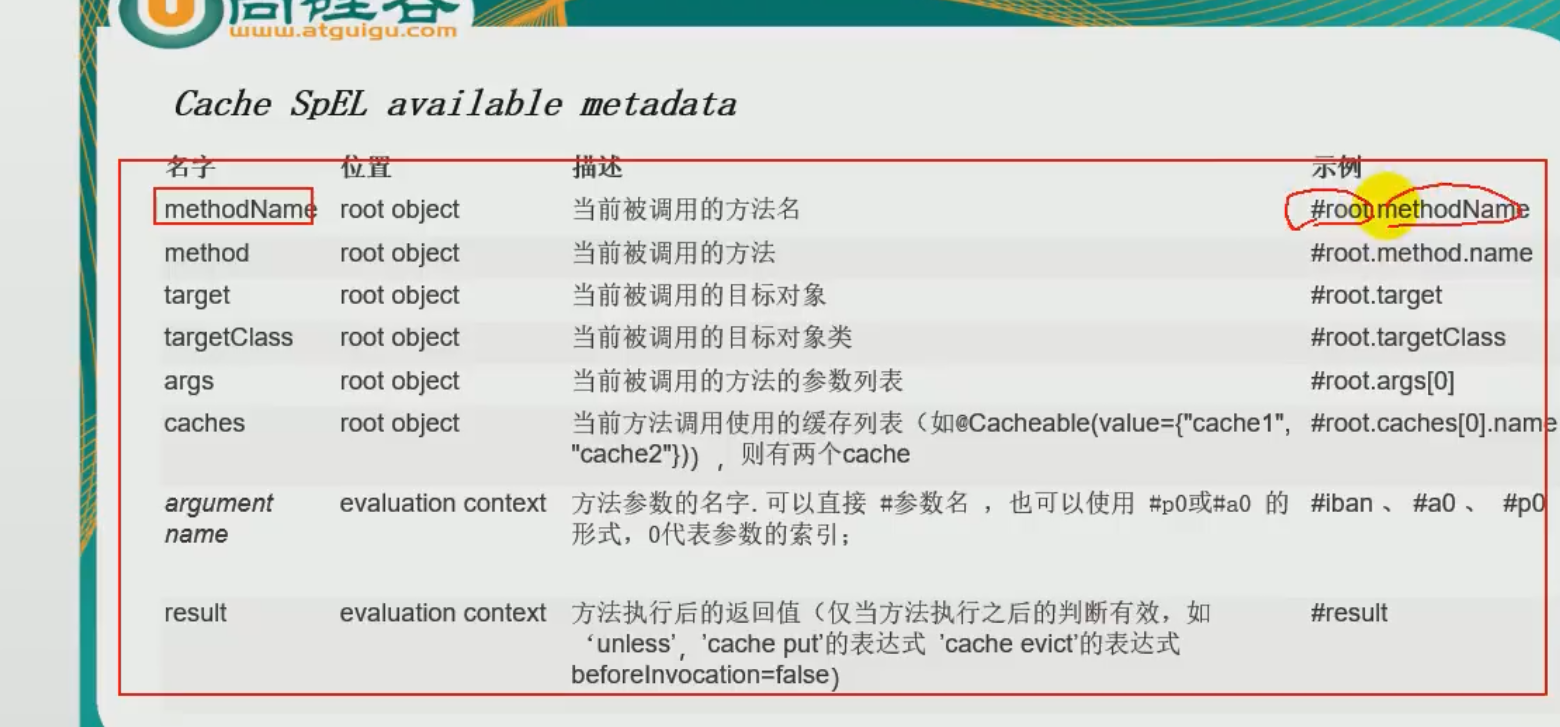 尚硅谷
www.atguigu.com
Cache SpEL available metadata
名字 位置 描述 示例
methodName root object 当前被调用的方法名 #root.methodName
method root object 当前被调用的方法 #root.method.name
target root object 当前被调用的目标对象 #root.target
targetClass root object 当前被调用的目标对象类 #root.targetClass
args root object 当前被调用的方法的参数列表 #root.args[0]
caches root object 当前方法调用使用的缓存列表（如@Cacheable(value={"cache1", #root.caches[0].name
"cache2"})），则有两个cache
argument evaluation context 方法参数的名字. 可以直接 #参数名 ，也可以使用 #p0或#a0 的 #iban 、 #a0 、 #p0
name 形式，0代表参数的索引；
result evaluation context 方法执行后的返回值（仅当方法执行之后的判断有效，如 #result
‘unless’，'cache put'的表达式 'cache evict'的表达式
beforeInvocation=false）